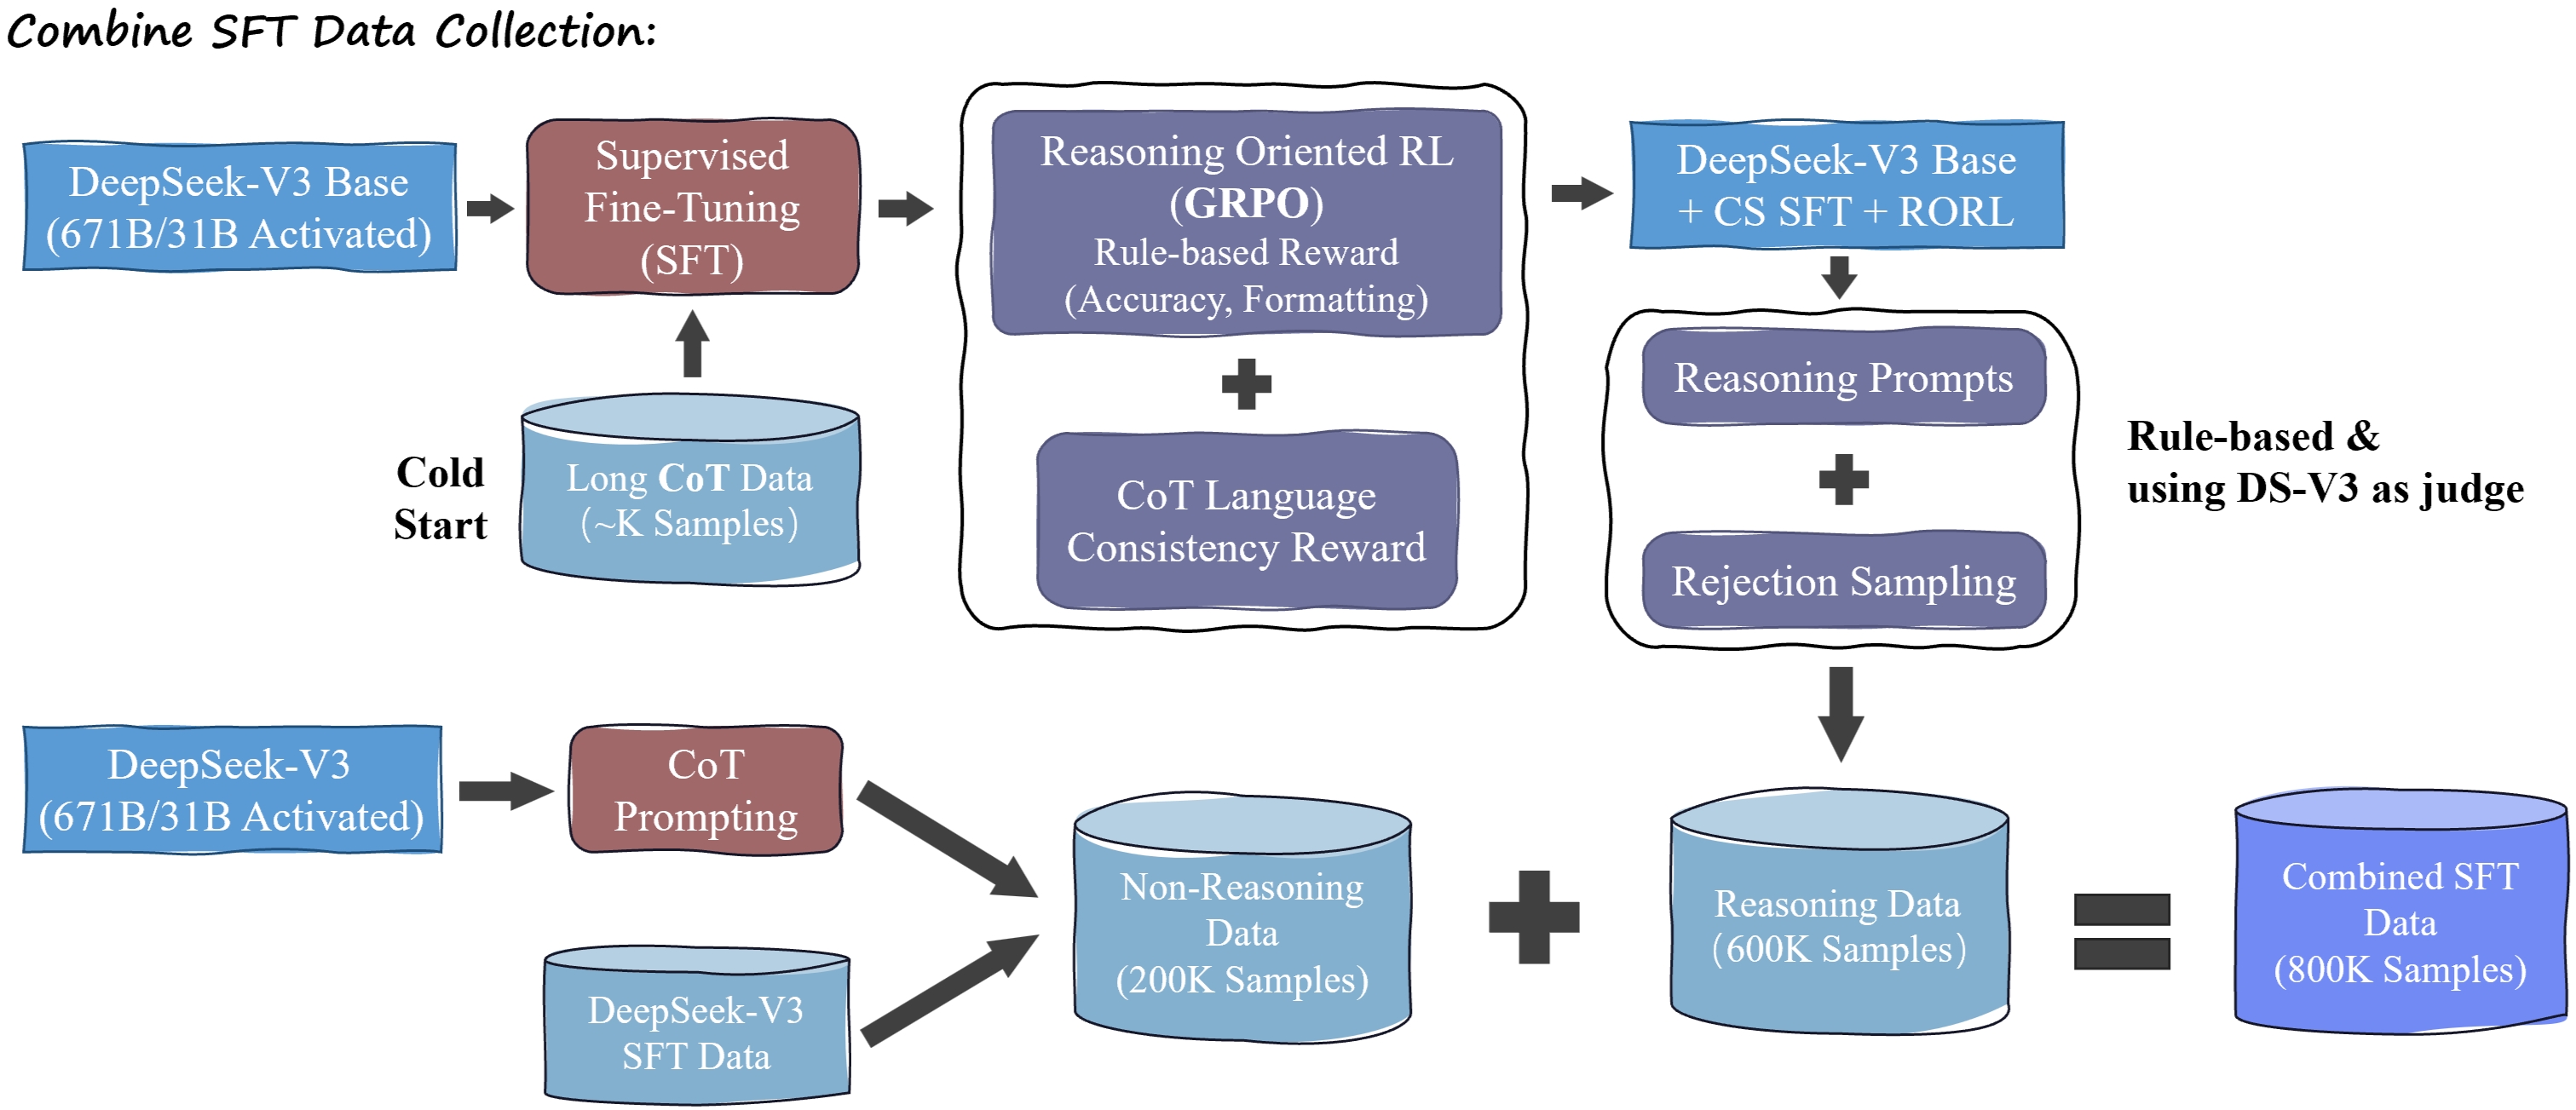 Combine SFT Data Collection:
DeepSeek-V3 Base
(671B/31B Activated)
Supervised
Fine-Tuning
(SFT)
Cold
Start
Long CoT Data
(~K Samples)
Reasoning Oriented RL
(GRPO)
Rule-based Reward
(Accuracy, Formatting)
CoT Language
Consistency Reward
DeepSeek-V3 Base
+ CS SFT + RORL
Reasoning Prompts
Rejection Sampling
Rule-based &
using DS-V3 as judge
DeepSeek-V3
(671B/31B Activated)
CoT
Prompting
DeepSeek-V3
SFT Data
Non-Reasoning
Data
(200K Samples)
Reasoning Data
(600K Samples)
Combined SFT
Data
(800K Samples)